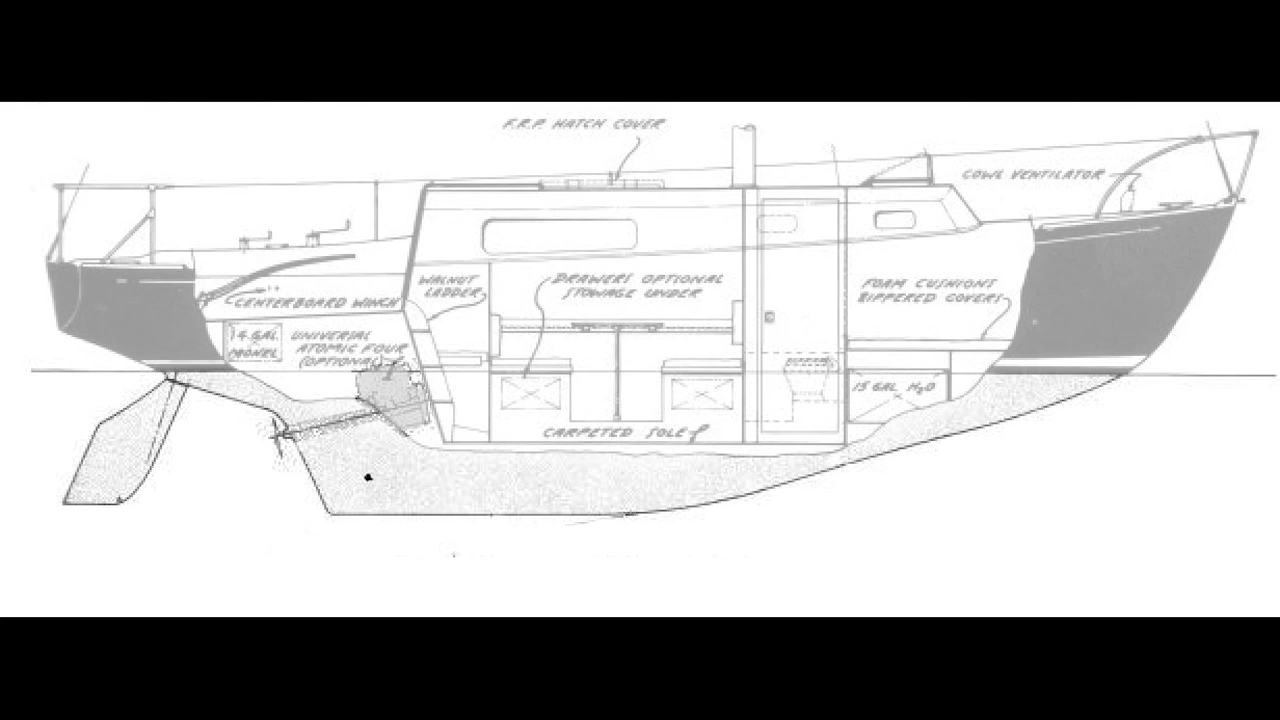 F.R.P. HATCH COVER
COWL VENTILATOR
WALNUT
LADDER
DRAWERS OPTIONAL
STOWAGE UNDER
FOAM CUSHIONS
ZIPPERED COVERS
CENTERBOARD WINCH
14 GAL.
MONEL
UNIVERSAL
ATOMIC FOUR
(OPTIONAL)
15 GAL H2O
CARPETED SOLE